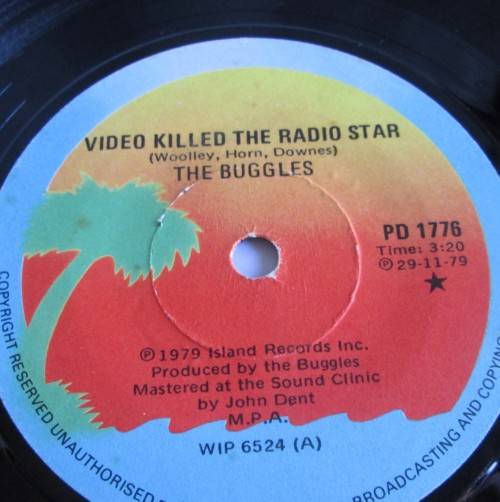 VIDEO KILLED THE RADIO STAR
(Woolley, Horn, Downes)
THE BUGGLES
PD 1776
Time: 3:20
℗ 29-11-79
★
℗ 1979 Island Records Inc.
Produced by the Buggles
Mastered at the Sound Clinic
by John Dent
M.P.A.
WIP 6524 (A)
COPYRIGHT RESERVED UNAUTHORISED
BROADCASTING AND COPYING